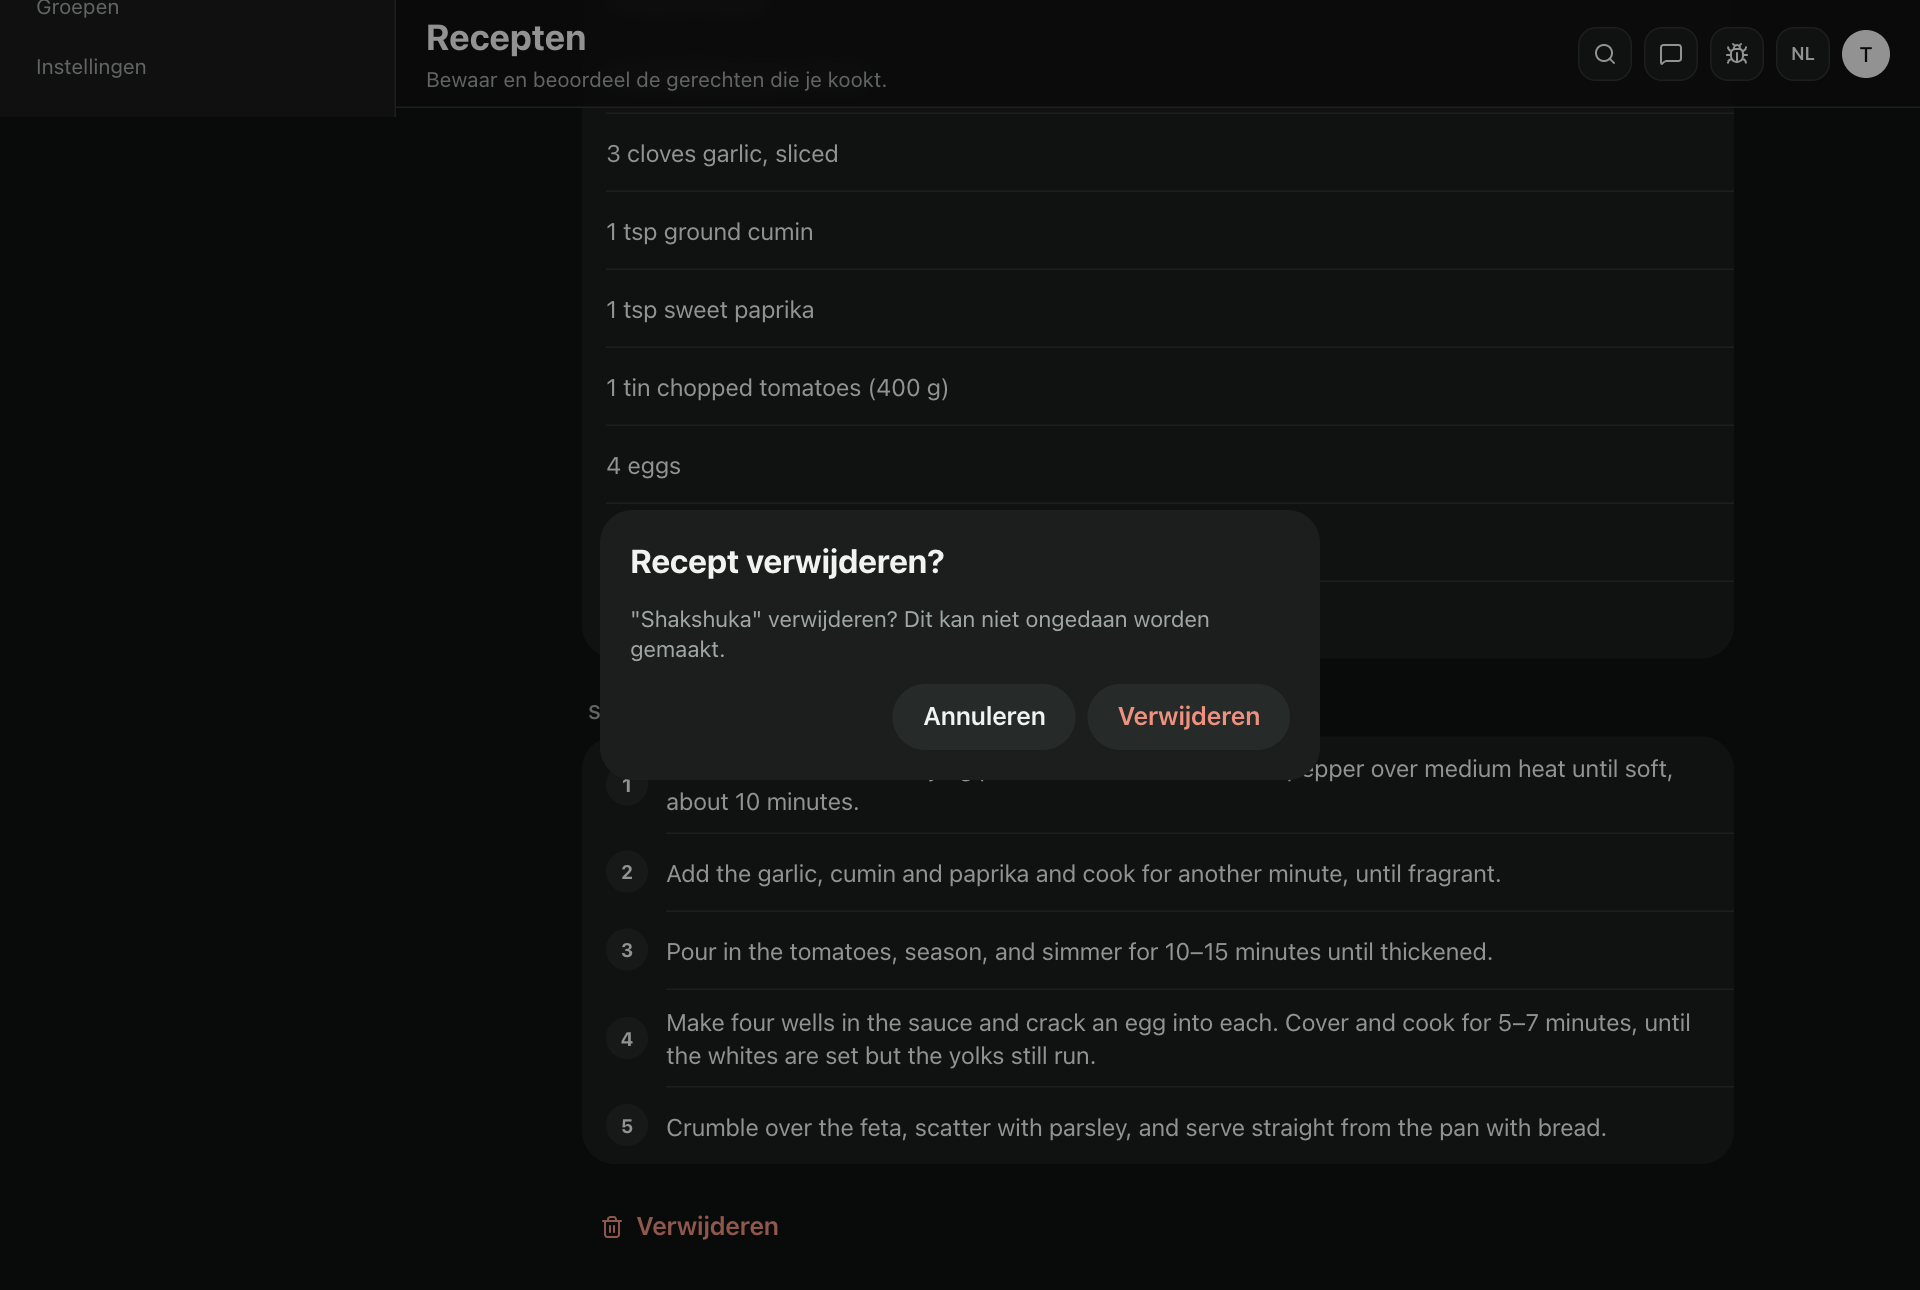 Groepen
Instellingen
Recepten
Bewaar en beoordeel de gerechten die je kookt.
NL
T
3 cloves garlic, sliced
1 tsp ground cumin
1 tsp sweet paprika
1 tin chopped tomatoes (400 g)
4 eggs
Recept verwijderen?
"Shakshuka" verwijderen? Dit kan niet ongedaan worden
gemaakt.
Annuleren
Verwijderen
1
over medium heat until soft,
about 10 minutes.
2
Add the garlic, cumin and paprika and cook for another minute, until fragrant.
3
Pour in the tomatoes, season, and simmer for 10–15 minutes until thickened.
4
Make four wells in the sauce and crack an egg into each. Cover and cook for 5–7 minutes, until
the whites are set but the yolks still run.
5
Crumble over the feta, scatter with parsley, and serve straight from the pan with bread.
Verwijderen